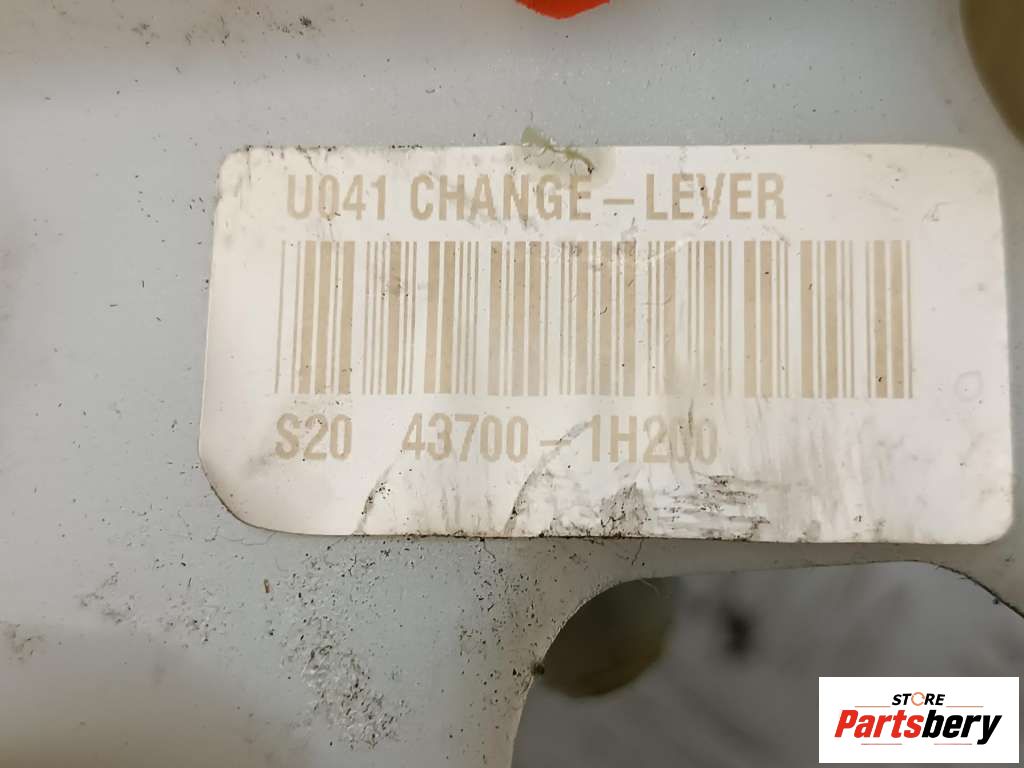 U041 CHANGE-LEVER
S20 43700-1H200
STORE
Partsbery